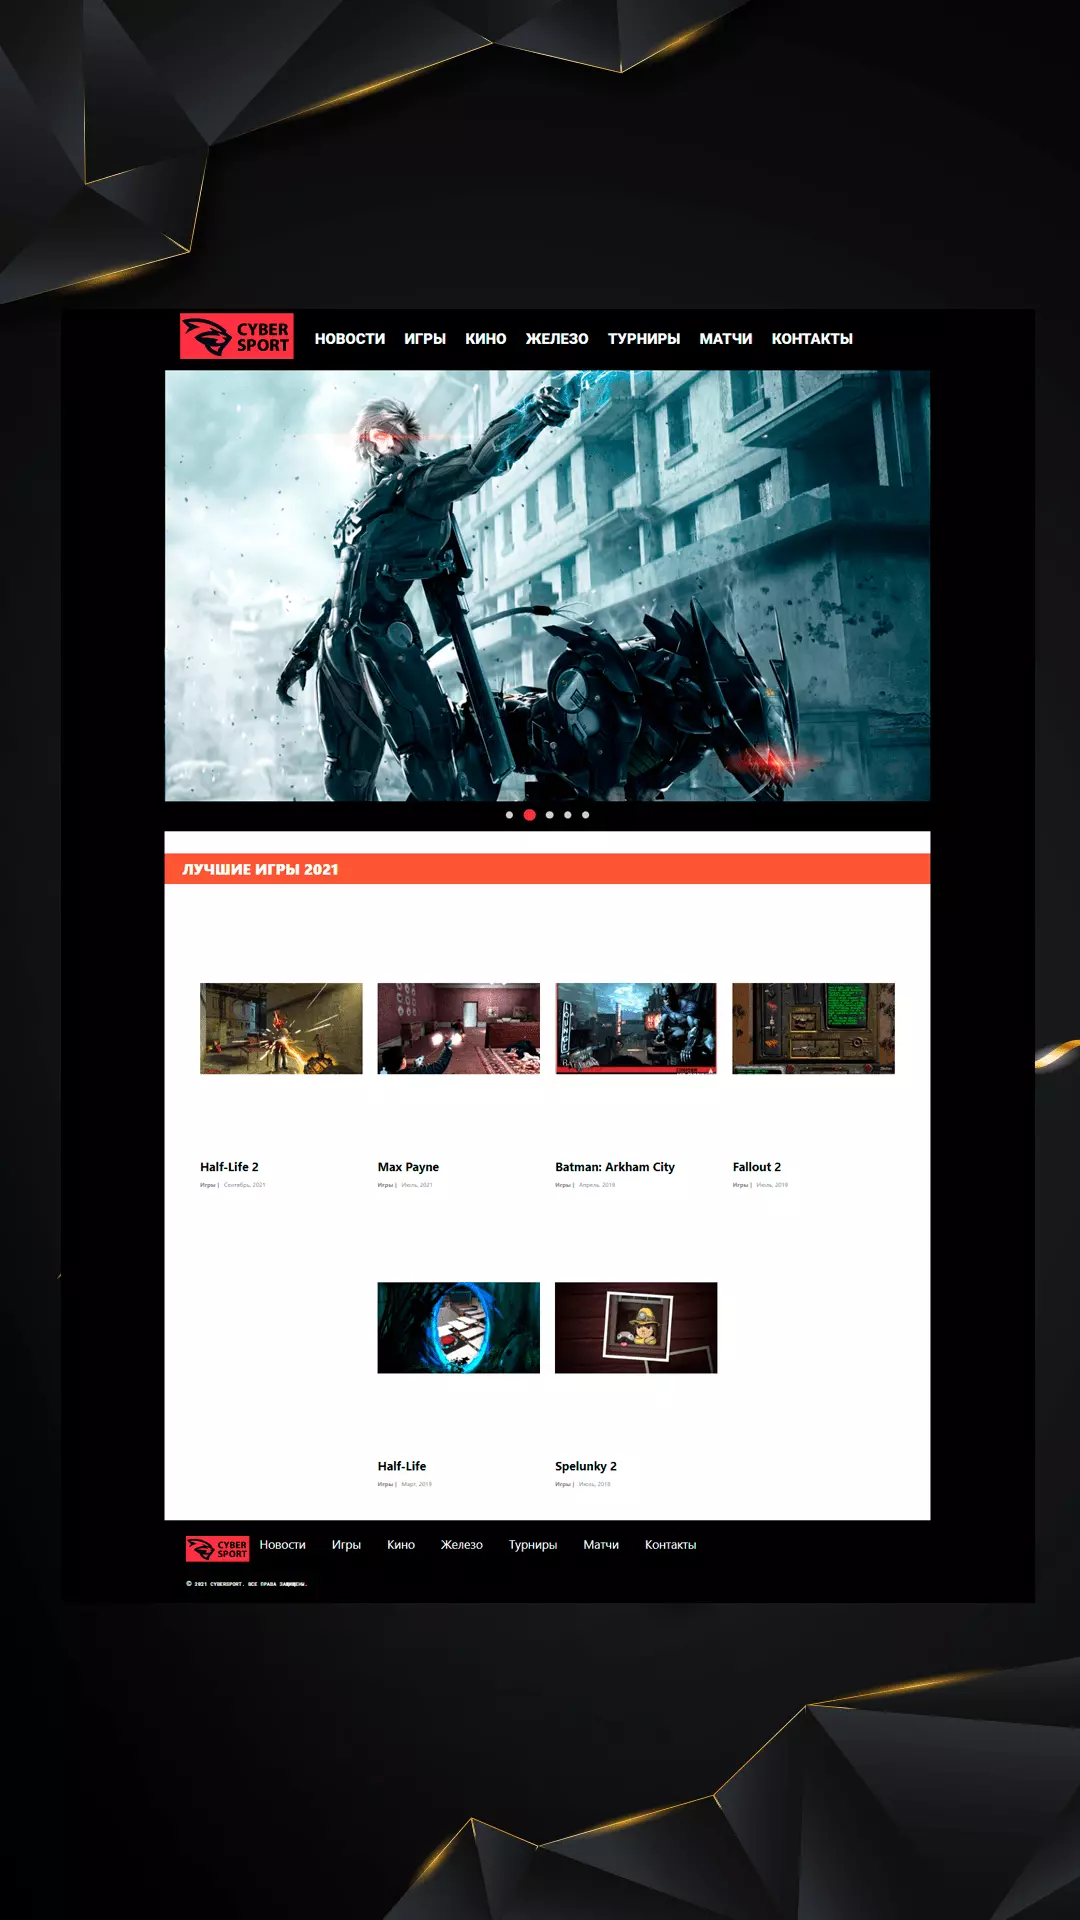 CYBER
SPORT
НОВОСТИ ИГРЫ КИНО ЖЕЛЕЗО ТУРНИРЫ МАТЧИ КОНТАКТЫ
ЛУЧШИЕ ИГРЫ 2021
LOUNGE
BATMAN
Half-Life 2
Игры | Сентябрь, 2021
Max Payne
Игры | Июль, 2021
Batman: Arkham City
Игры | Апрель, 2019
Fallout 2
Игры | Июль, 2019
Half-Life
Игры | Март, 2019
Spelunky 2
Игры | Июль, 2018
CYBER
SPORT
Новости Игры Кино Железо Турниры Матчи Контакты
© 2021 CYBERSPORT. ВСЕ ПРАВА ЗАЩИЩЕНЫ.